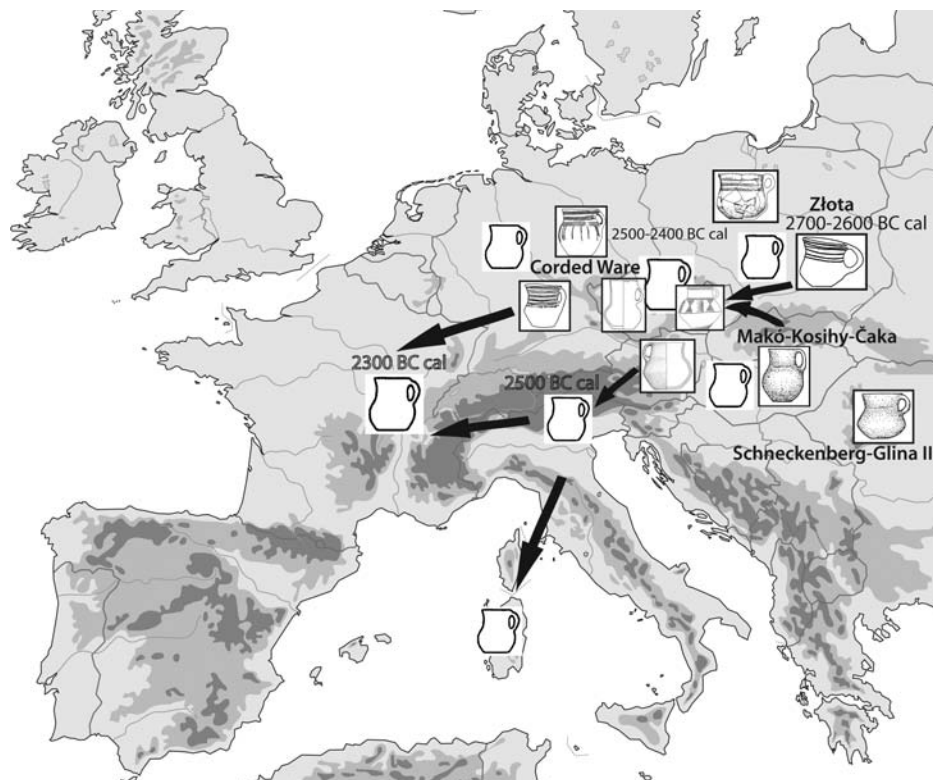 Złota
2700-2600 BC cal
2500-2400 BC cal
Corded Ware
Makó-Kosihy-Čaka
2300 BC cal
2500 BC cal
Schneckenberg-Glina II